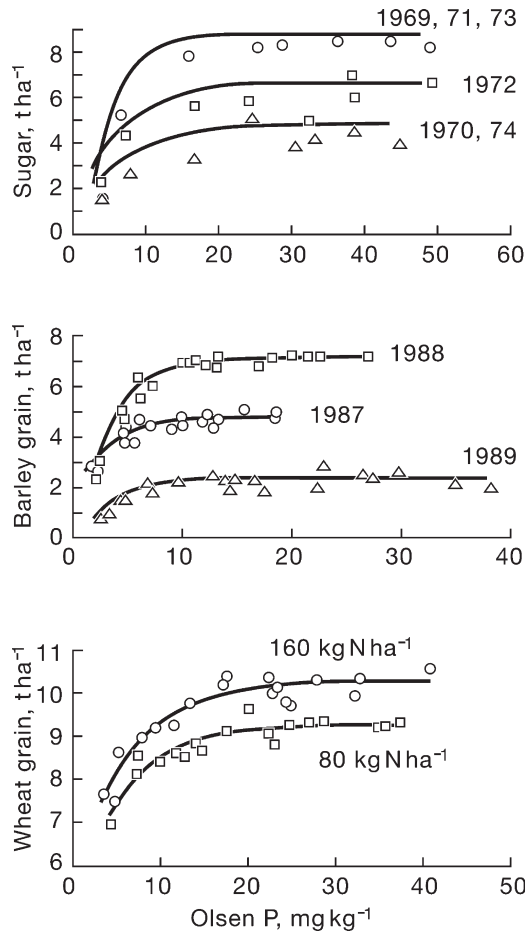 1969, 71, 73
8
1972
6
1970, 74
4
2
0
Sugar, t ha⁻¹
0 10 20 30 40 50 60
8
1988
6
1987
4
1989
2
0
Barley grain, t ha⁻¹
0 10 20 30 40
11
160 kg N ha⁻¹
10
9
80 kg N ha⁻¹
8
7
6
Wheat grain, t ha⁻¹
0 10 20 30 40 50
Olsen P, mg kg⁻¹